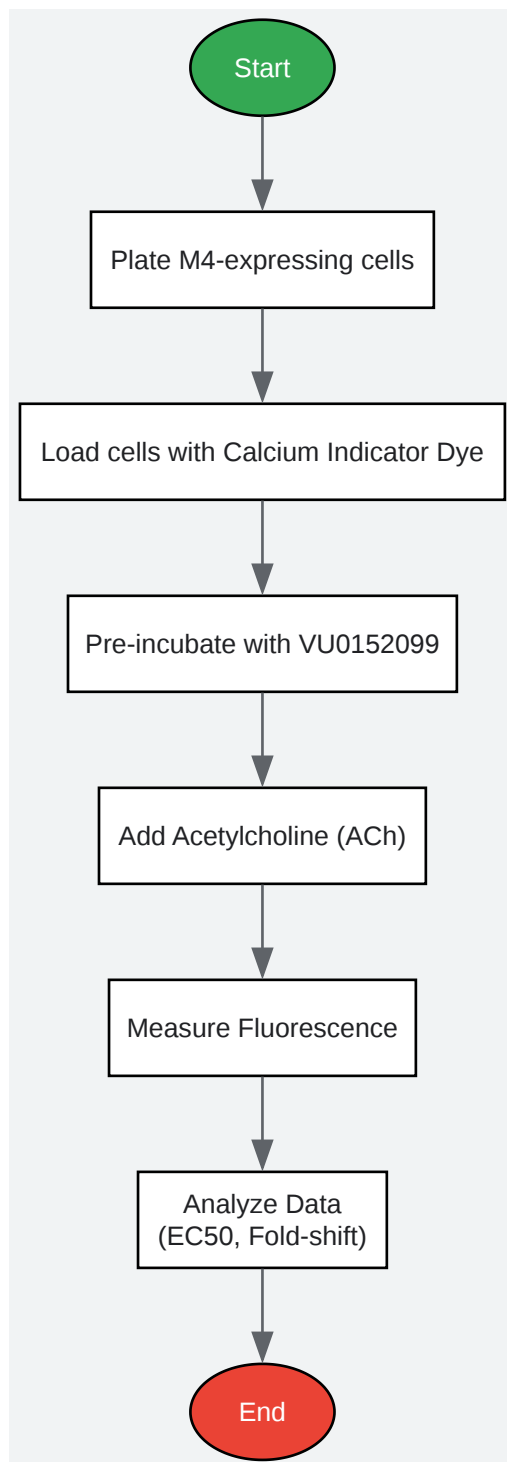 Start
Plate M4-expressing cells
Load cells with Calcium Indicator Dye
Pre-incubate with VU0152099
Add Acetylcholine (ACh)
Measure Fluorescence
Analyze Data
(EC50, Fold-shift)
End